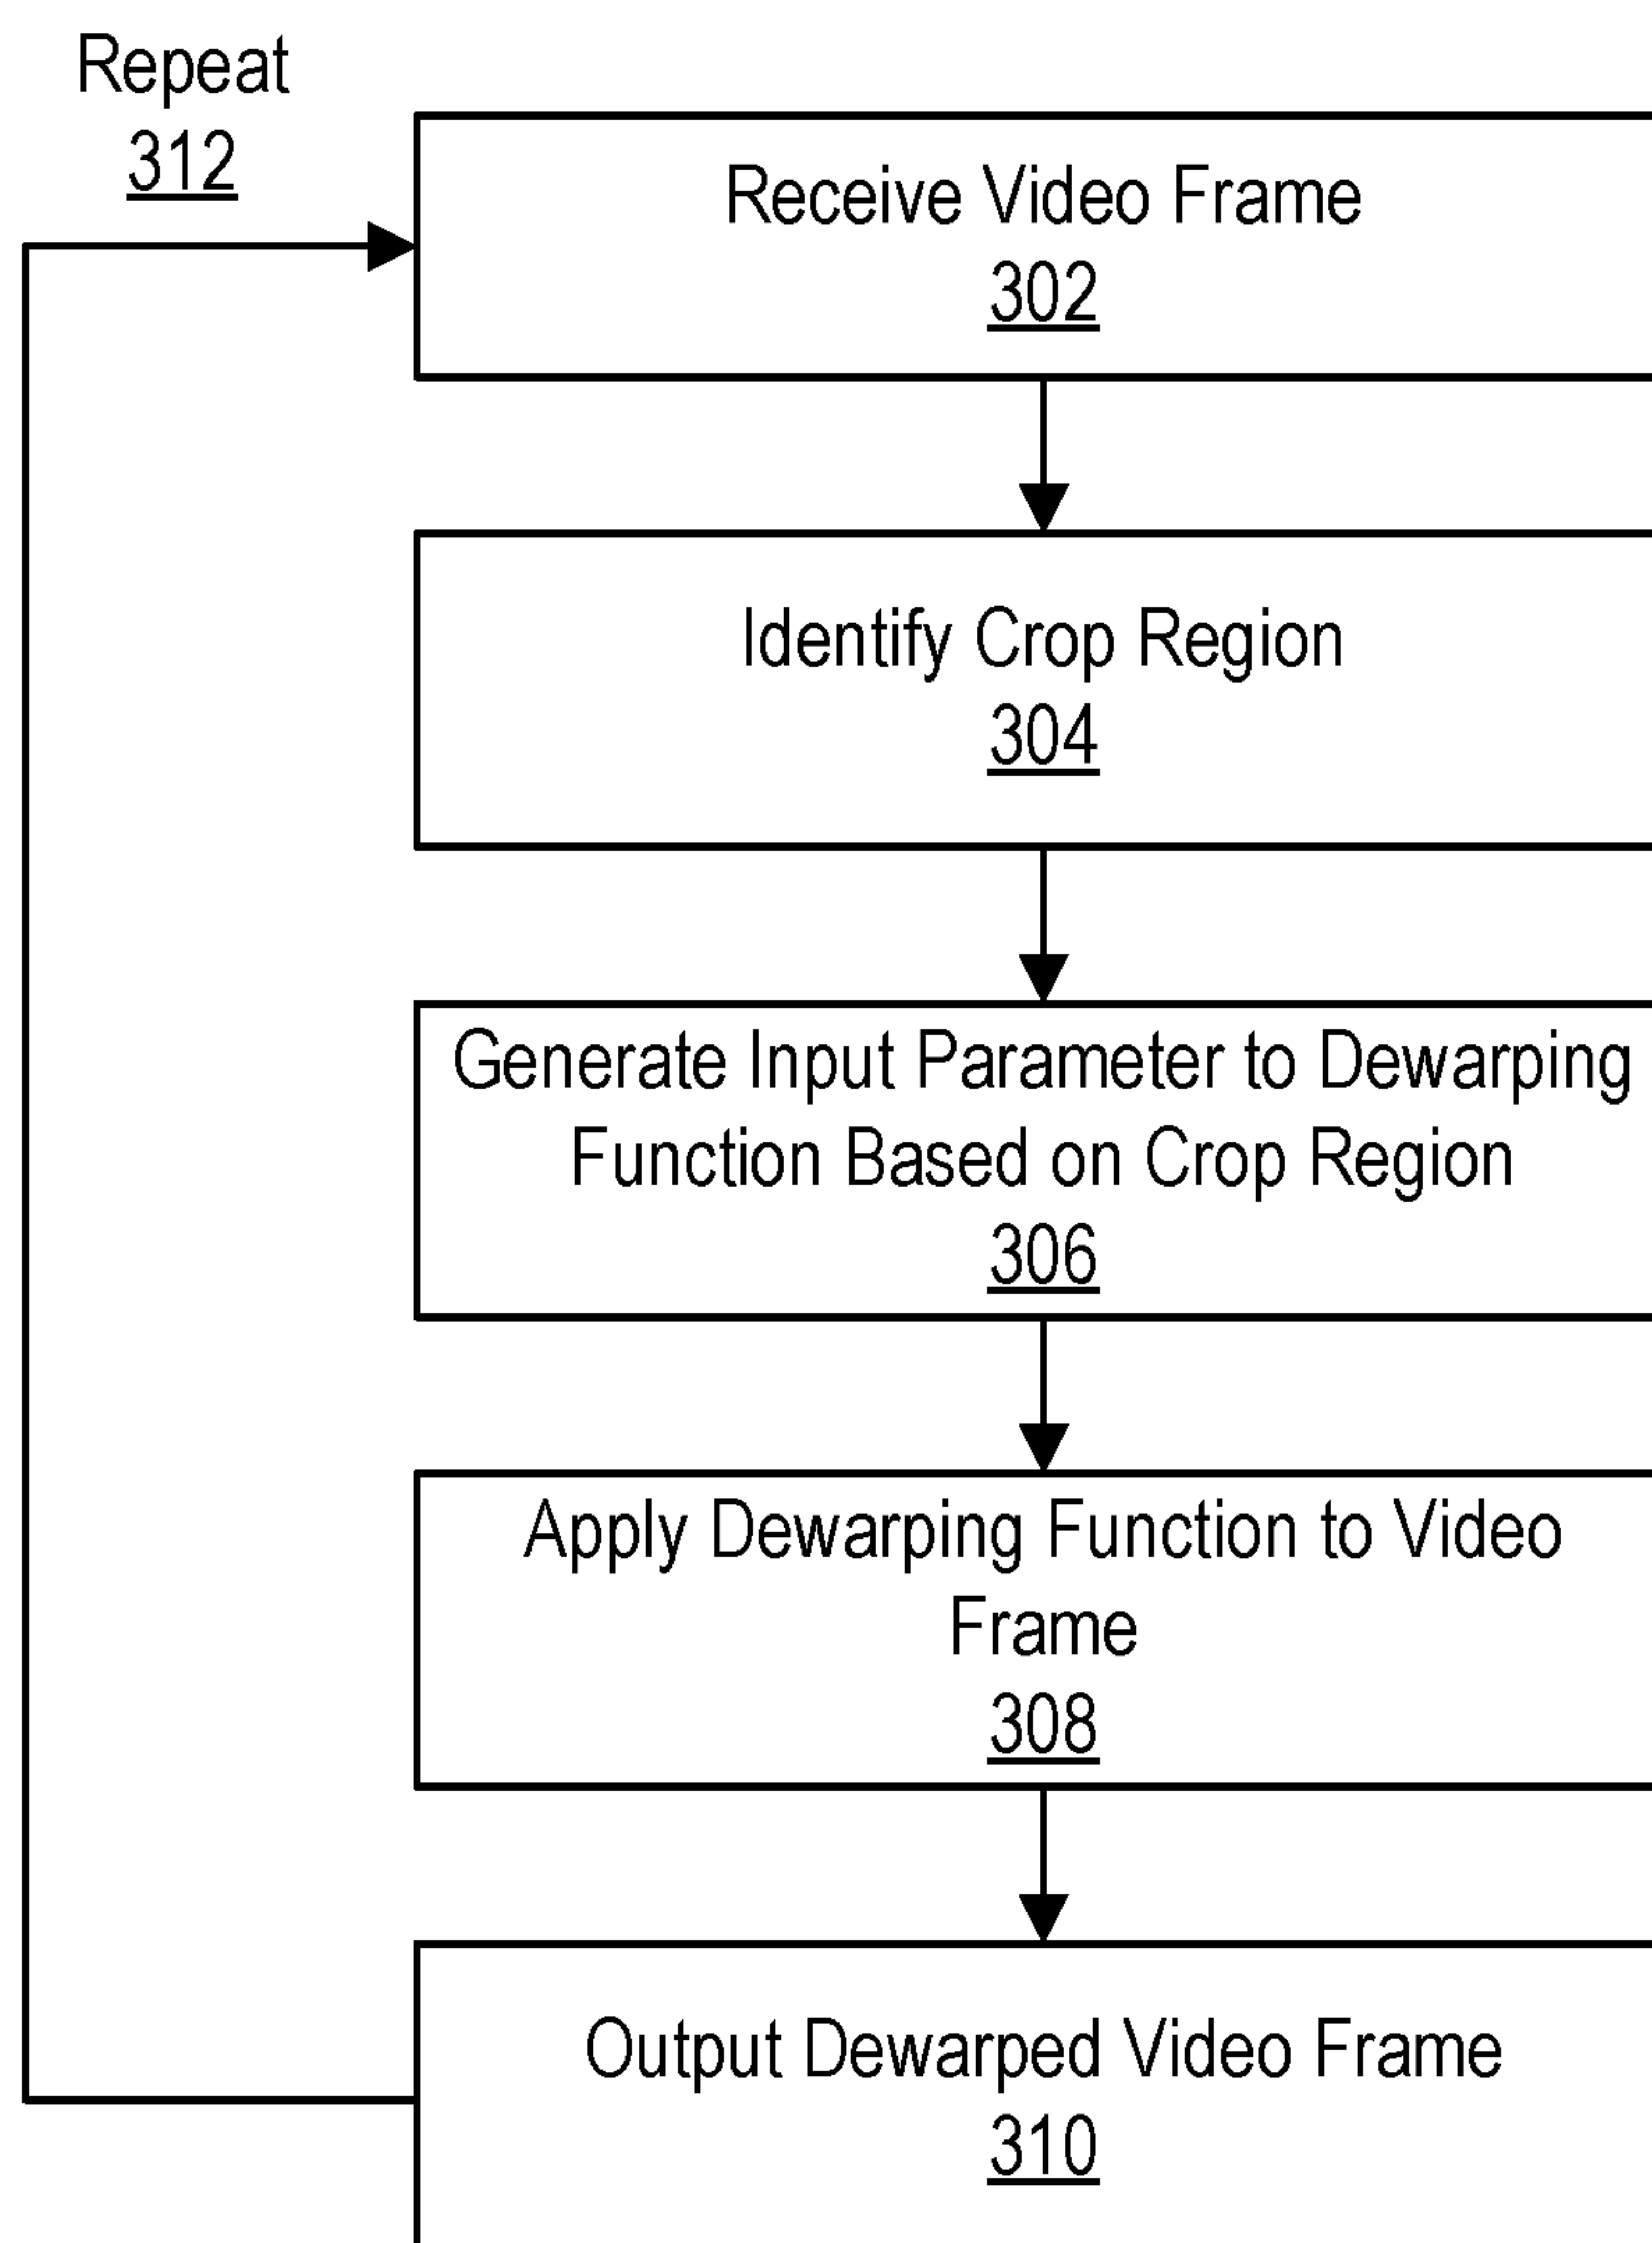 Repeat
312
Receive Video Frame
302
Identify Crop Region
304
Generate Input Parameter to Dewarping
Function Based on Crop Region
306
Apply Dewarping Function to Video
Frame
308
Output Dewarped Video Frame
310